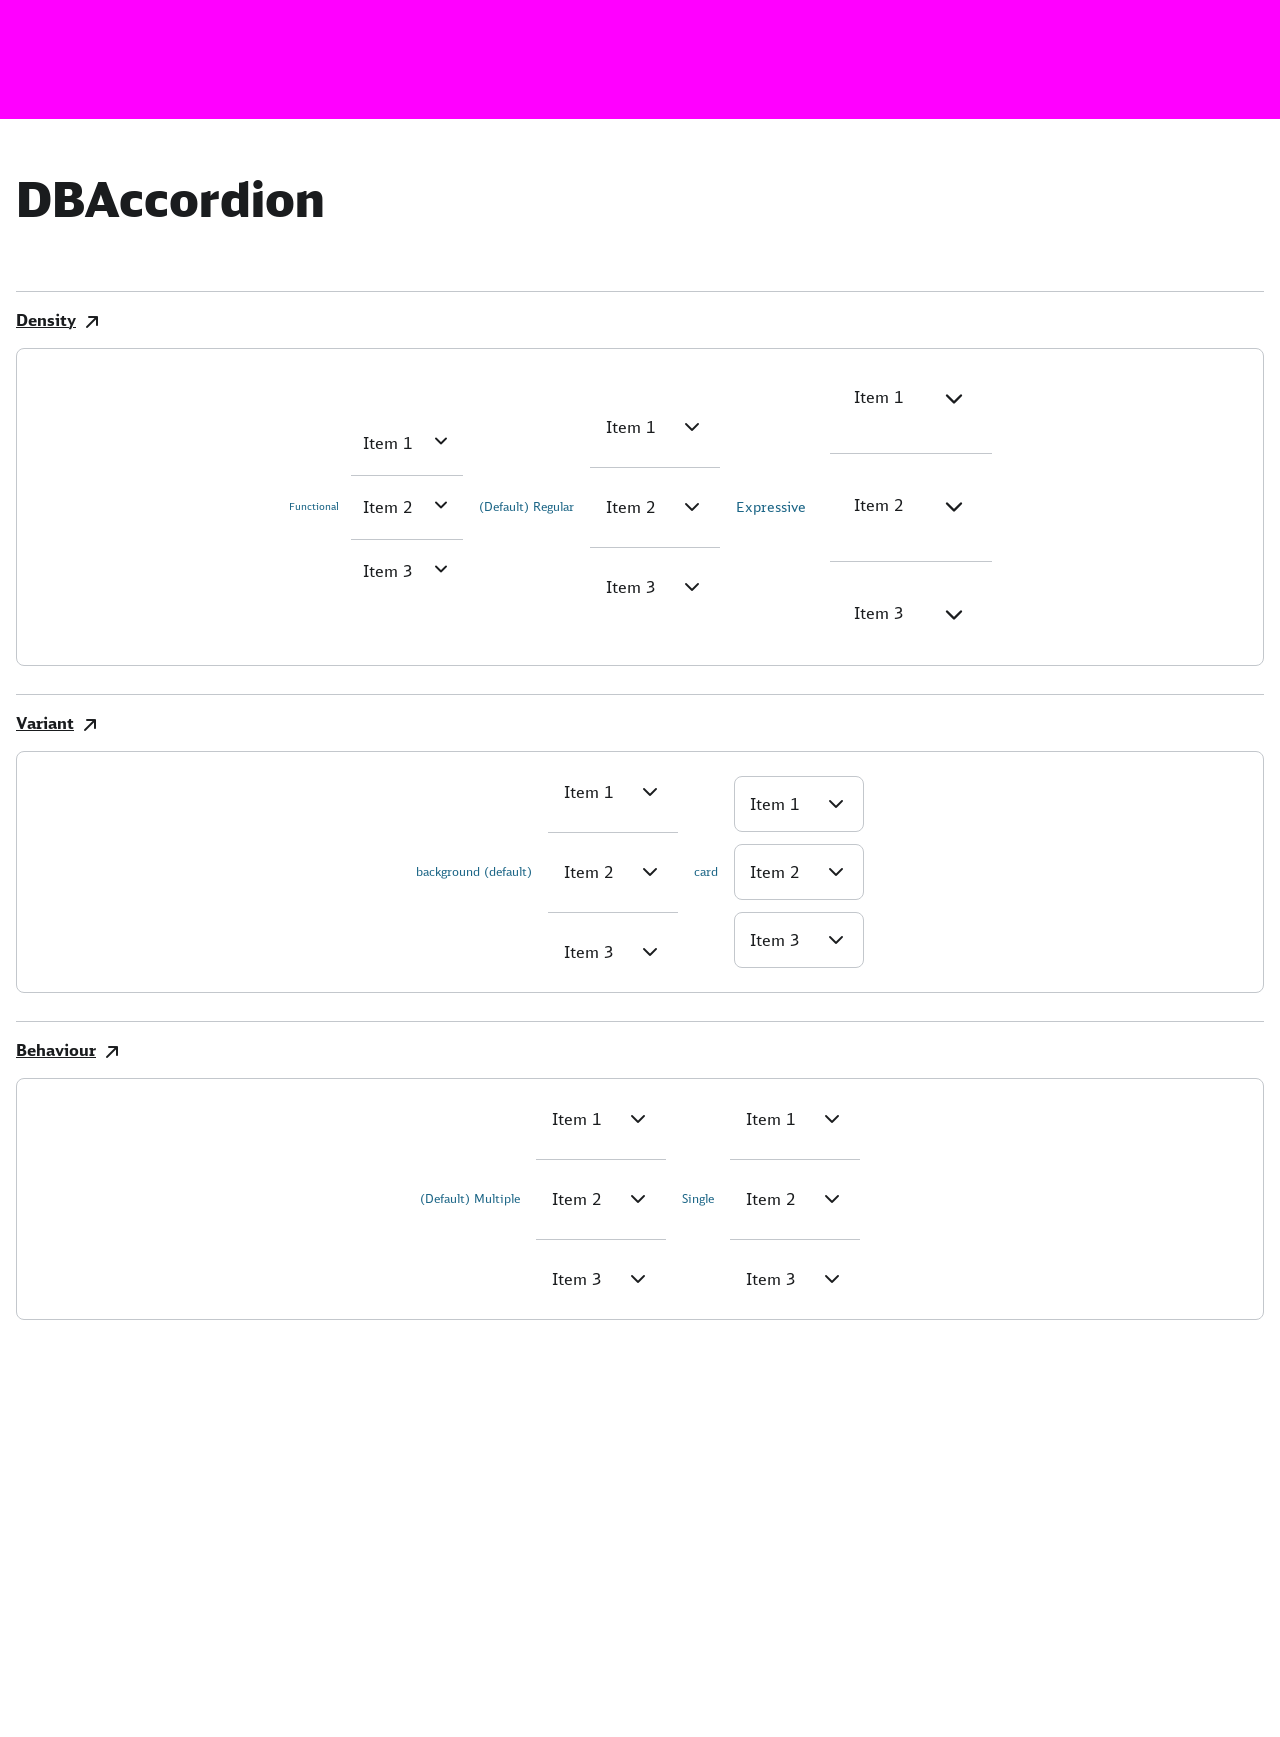 DBAccordion
Density
Functional
Item 1
Item 2
Item 3
(Default) Regular
Item 1
Item 2
Item 3
Expressive
Item 1
Item 2
Item 3
Variant
background (default)
Item 1
Item 2
Item 3
card
Item 1
Item 2
Item 3
Behaviour
(Default) Multiple
Item 1
Item 2
Item 3
Single
Item 1
Item 2
Item 3